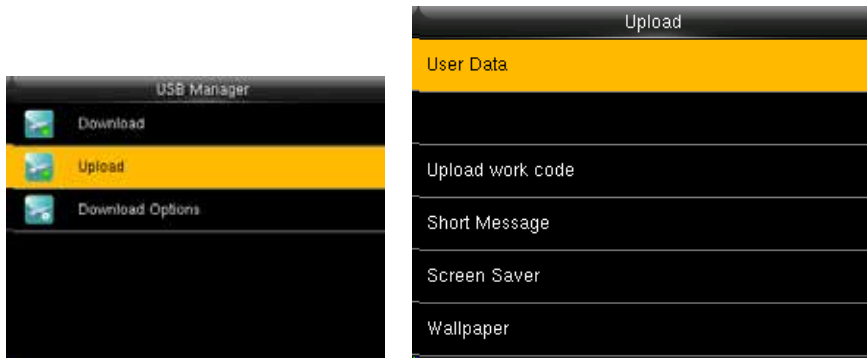 USB Manager
Download
Upload
Download Options
Upload
User Data
Upload work code
Short Message
Screen Saver
Wallpaper